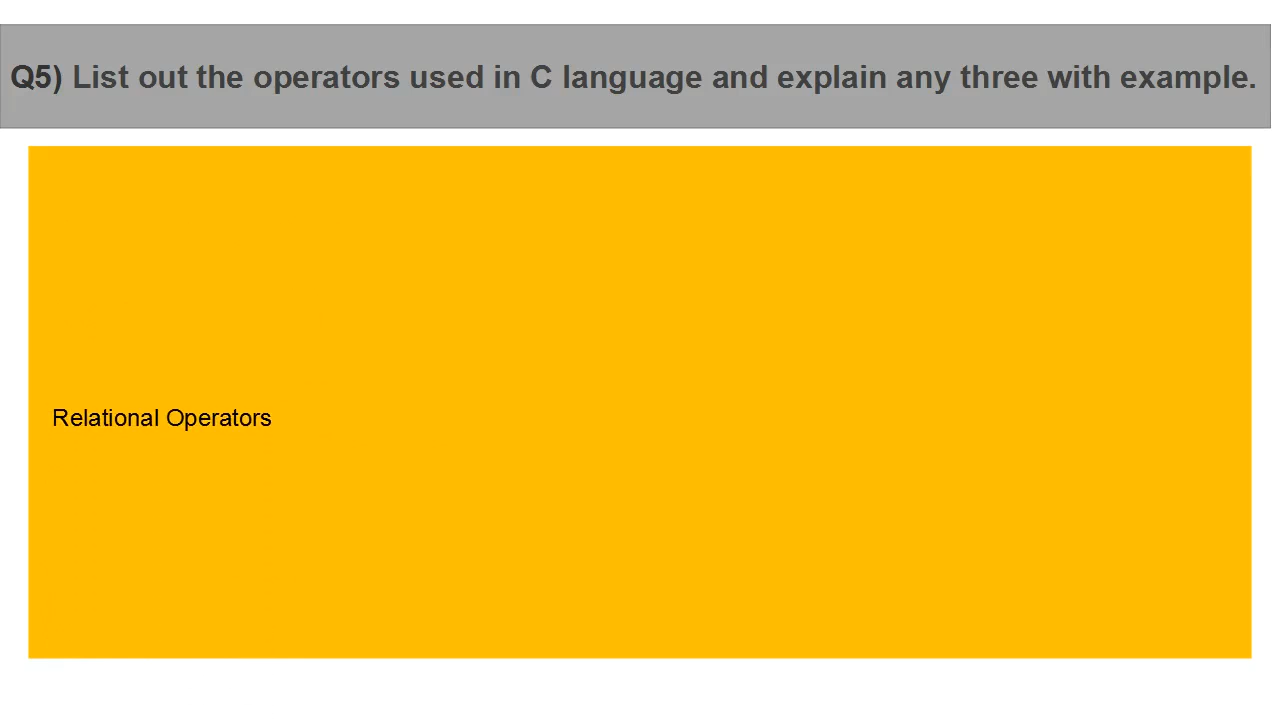 Q5) List out the operators used in C language and explain any three with example.
Relational Operators